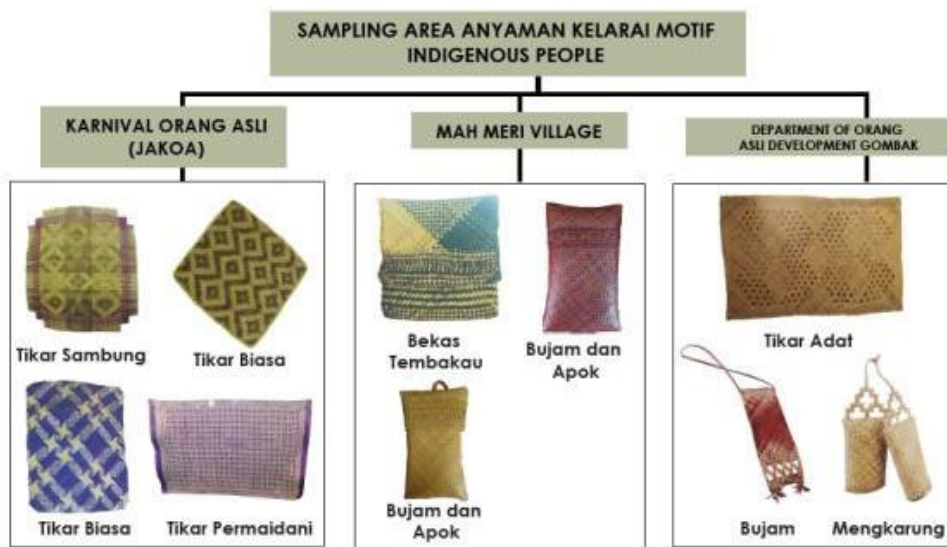 SAMPLING AREA ANYAMAN KELARAI MOTIF
INDIGENOUS PEOPLE
KARNIVAL ORANG ASLI
(JAKOA)
MAH MERI VILLAGE
DEPARTMENT OF ORANG
ASLI DEVELOPMENT GOMBAK
Tikar Sambung
Tikar Biasa
Tikar Biasa
Tikar Permaidani
Bekas
Tembakau
Bujam dan
Apok
Bujam dan
Apok
Tikar Adat
Bujam
Mengkarung